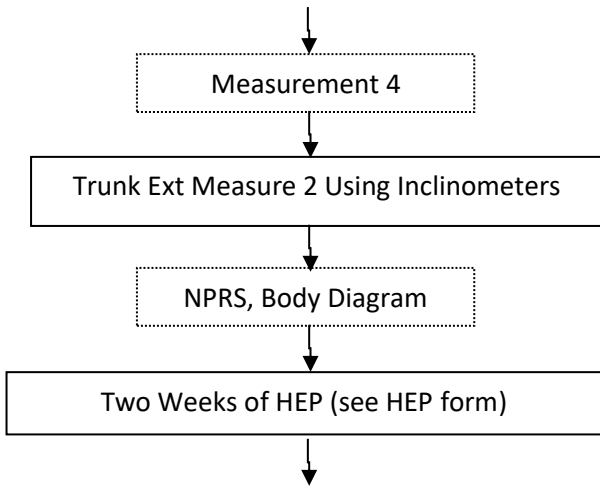 Measurement 4
Trunk Ext Measure 2 Using Inclinometers
NPRS, Body Diagram
Two Weeks of HEP (see HEP form)